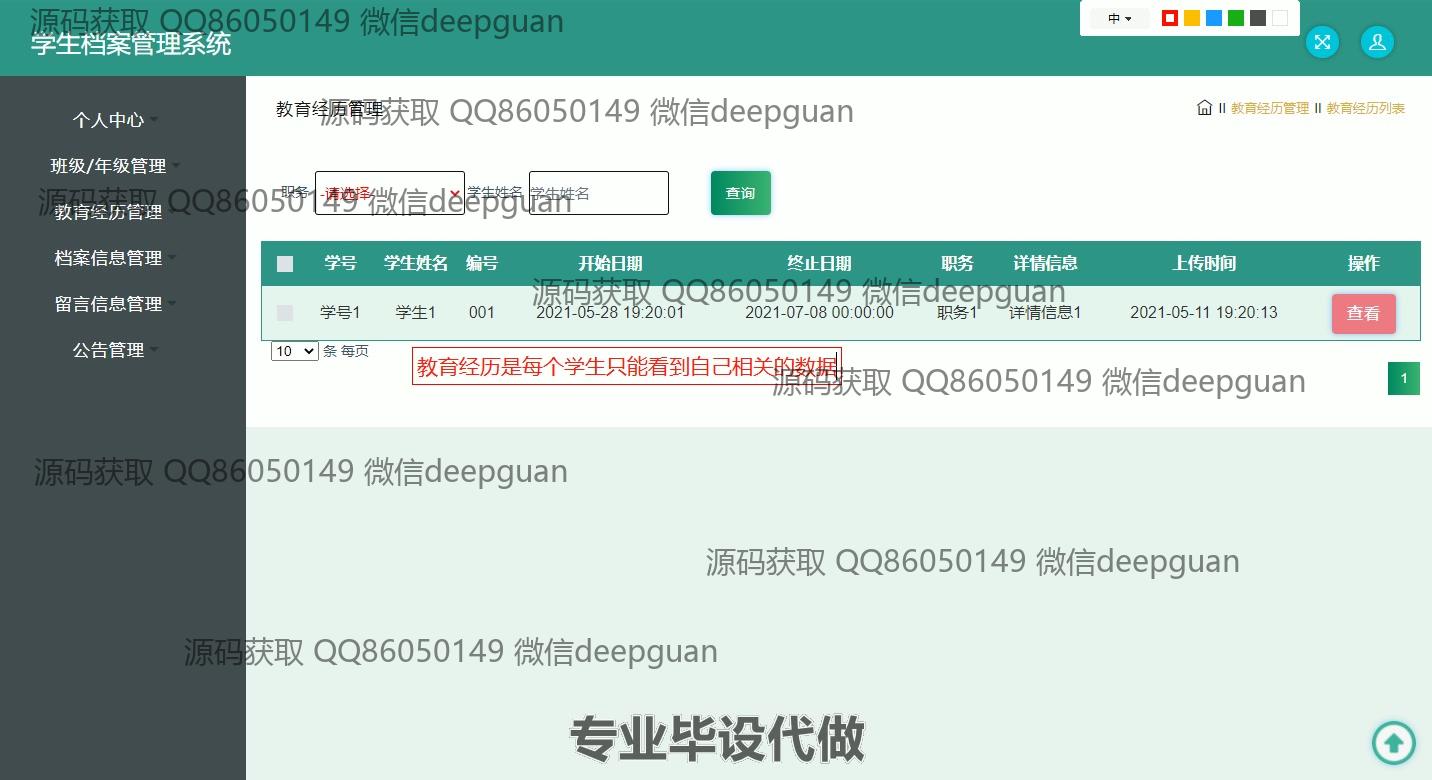 源码获取 QQ86050149 微信deepguan
学生档案管理系统
中
个人中心
班级/年级管理
教育经历管理
档案信息管理
留言信息管理
公告管理
教育经历管理
源码获取 QQ86050149 微信deepguan
教育经历管理 教育经历列表
职务 -请选择- 学生姓名 学生姓名 查询
源码获取 QQ86050149 微信deepguan
学号 学生姓名 编号 开始日期 终止日期 职务 详情信息 上传时间 操作
源码获取 QQ86050149 微信deepguan
学号1 学生1 001 2021-05-28 19:20:01 2021-07-08 00:00:00 职务1 详情信息1 2021-05-11 19:20:13 查看
10 条 每页
教育经历是每个学生只能看到自己相关的数据
源码获取 QQ86050149 微信deepguan
1
源码获取 QQ86050149 微信deepguan
源码获取 QQ86050149 微信deepguan
源码获取 QQ86050149 微信deepguan
专业毕设代做